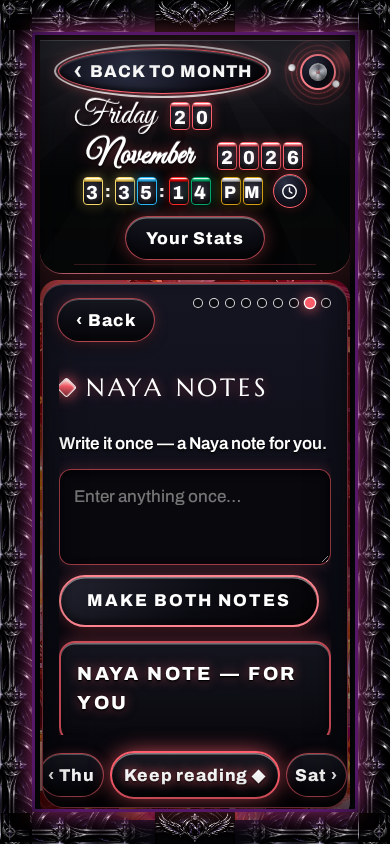 ‹ BACK TO MONTH
Friday 20
November 2026
3:35:14 PM
Your Stats
‹ Back
NAYA NOTES
Write it once — a Naya note for you.
Enter anything once...
MAKE BOTH NOTES
NAYA NOTE — FOR
YOU
‹ Thu Keep reading ◆ Sat ›